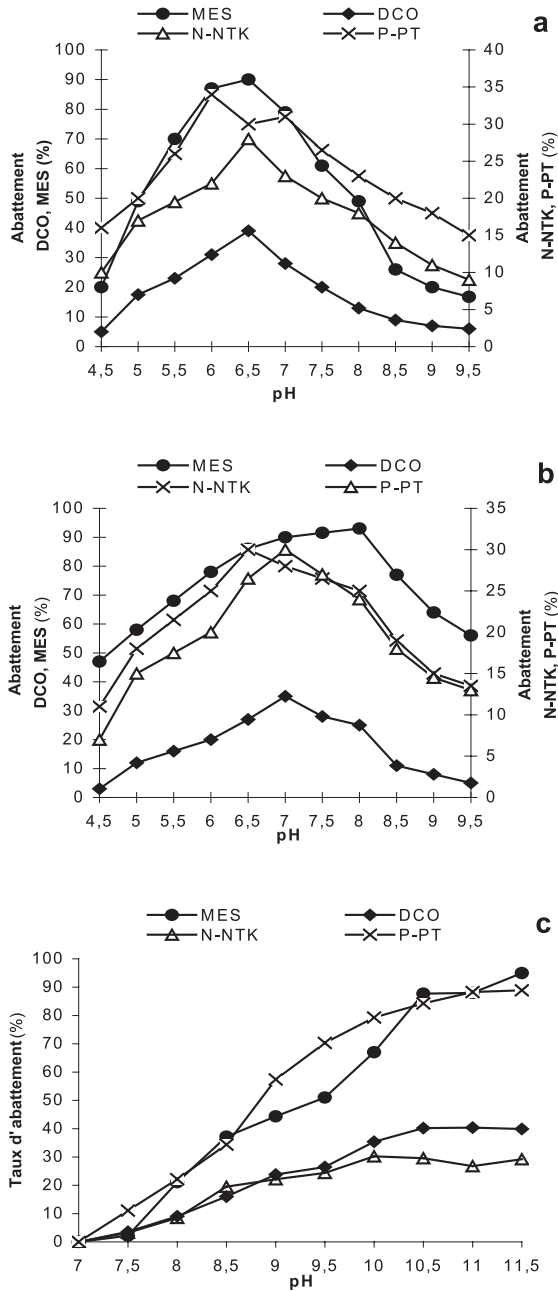 MES DCO
N-NTK P-PT
a
Abattement
DCO, MES (%)
100
90
80
70
60
50
40
30
20
10
0
40
35
30
25
20
15
10
5
0
Abattement
N-NTK, P-PT (%)
4,5 5 5,5 6 6,5 7 7,5 8 8,5 9 9,5
pH
MES DCO
N-NTK P-PT
b
Abattement
DCO, MES (%)
100
90
80
70
60
50
40
30
20
10
0
35
30
25
20
15
10
5
0
Abattement
N-NTK, P-PT (%)
4,5 5 5,5 6 6,5 7 7,5 8 8,5 9 9,5
pH
MES DCO
N-NTK P-PT
c
Taux d' abattement (%)
100
90
80
70
60
50
40
30
20
10
0
7 7,5 8 8,5 9 9,5 10 10,5 11 11,5
pH